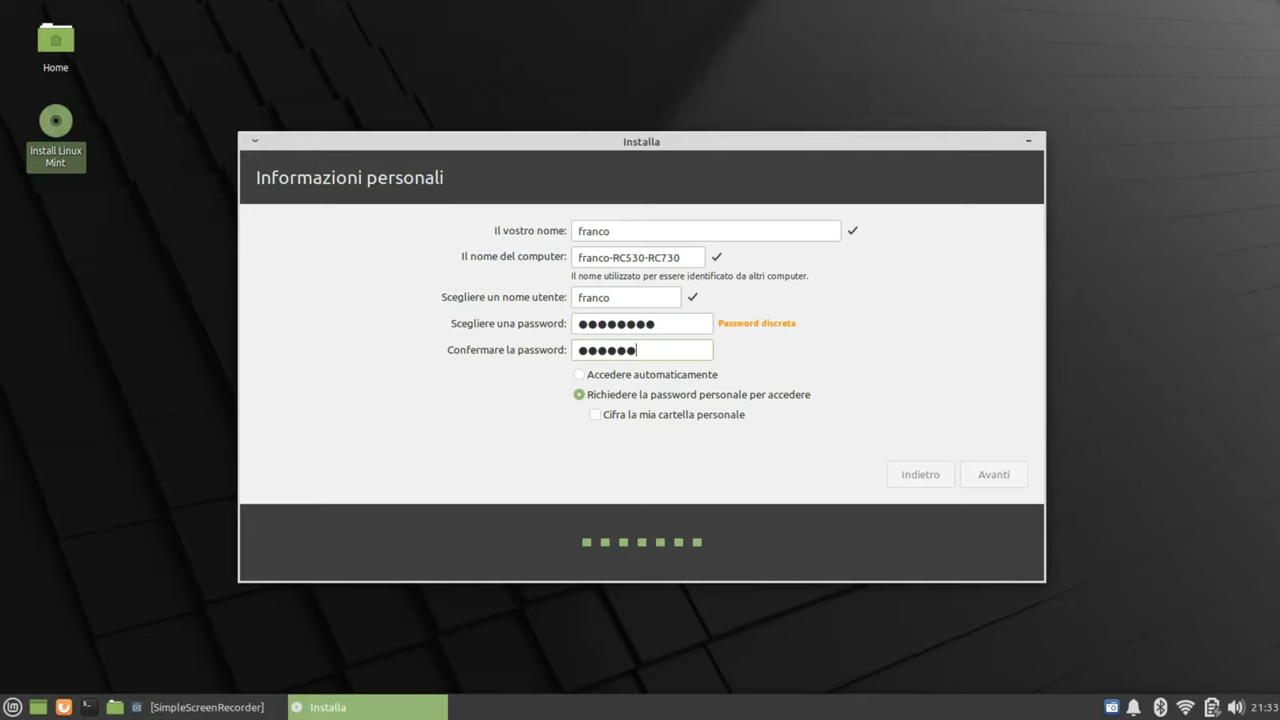 Home
Install Linux
Mint
Installa
Informazioni personali
Il vostro nome: franco
Il nome del computer: franco-RC530-RC730
Il nome utilizzato per essere identificato da altri computer.
Scegliere un nome utente: franco
Scegliere una password: ●●●●●●●● Password discreta
Confermare la password: ●●●●●●
Accedere automaticamente
Richiedere la password personale per accedere
Cifra la mia cartella personale
Indietro Avanti
[SimpleScreenRecorder] Installa 21:33